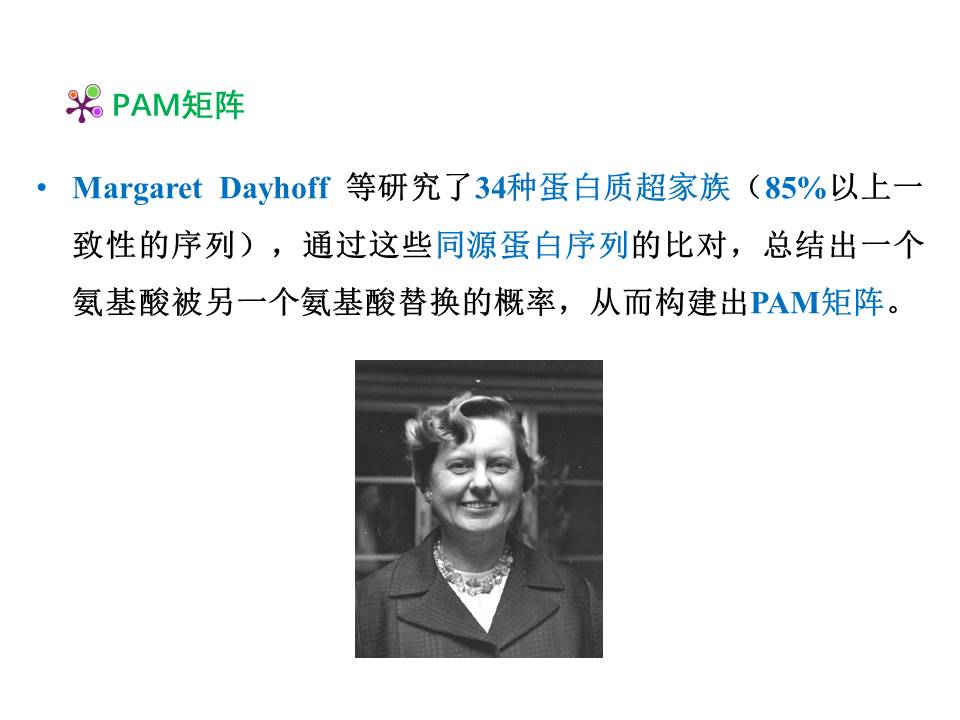 PAM矩阵
• Margaret Dayhoff 等研究了34种蛋白质超家族（85%以上一
致性的序列），通过这些同源蛋白序列的比对，总结出一个
氨基酸被另一个氨基酸替换的概率，从而构建出PAM矩阵。